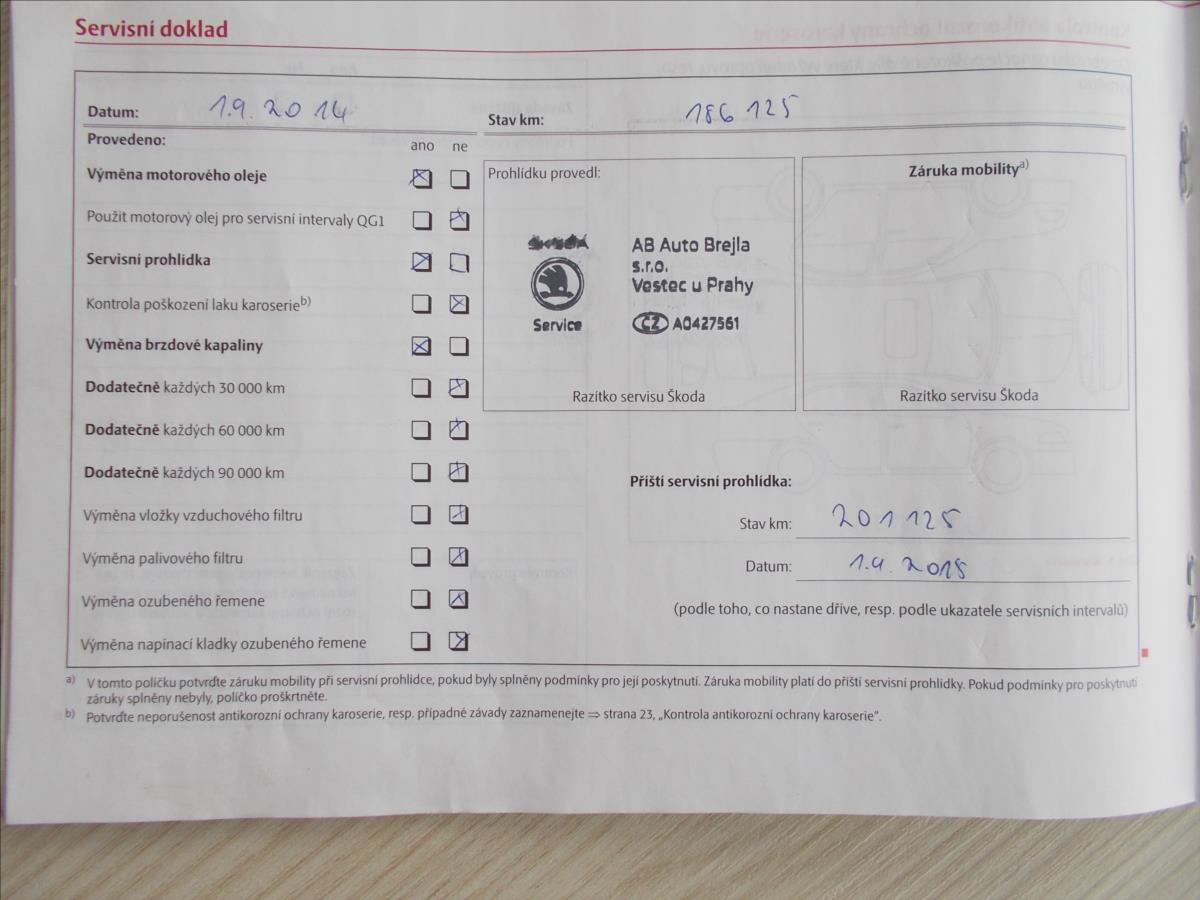 Servisní doklad
Datum: 1.9.2014
Stav km: 186 125
Provedeno:
ano ne
Výměna motorového oleje
Použit motorový olej pro servisní intervaly QG1
Servisní prohlídka
Kontrola poškození laku karoserieb)
Výměna brzdové kapaliny
Dodatečně každých 30 000 km
Dodatečně každých 60 000 km
Dodatečně každých 90 000 km
Výměna vložky vzduchového filtru
Výměna palivového filtru
Výměna ozubeného řemene
Výměna napínací kladky ozubeného řemene
Prohlídku provedl:
ŠKODA
Service
AB Auto Brejla
s.r.o.
Vestec u Prahy
CZ A0427561
Razítko servisu Škoda
Záruka mobilitya)
Razítko servisu Škoda
Příští servisní prohlídka:
Stav km: 201 125
Datum: 1.9.2015
(podle toho, co nastane dříve, resp. podle ukazatele servisních intervalů)
a) V tomto políčku potvrďte záruku mobility při servisní prohlídce, pokud byly splněny podmínky pro její poskytnutí. Záruka mobility platí do příští servisní prohlídky. Pokud podmínky pro poskytnutí
záruky splněny nebyly, políčko proškrtněte.
b) Potvrďte neporušenost antikorozní ochrany karoserie, resp. případné závady zaznamenejte ⇒ strana 23, „Kontrola antikorozní ochrany karoserie“.